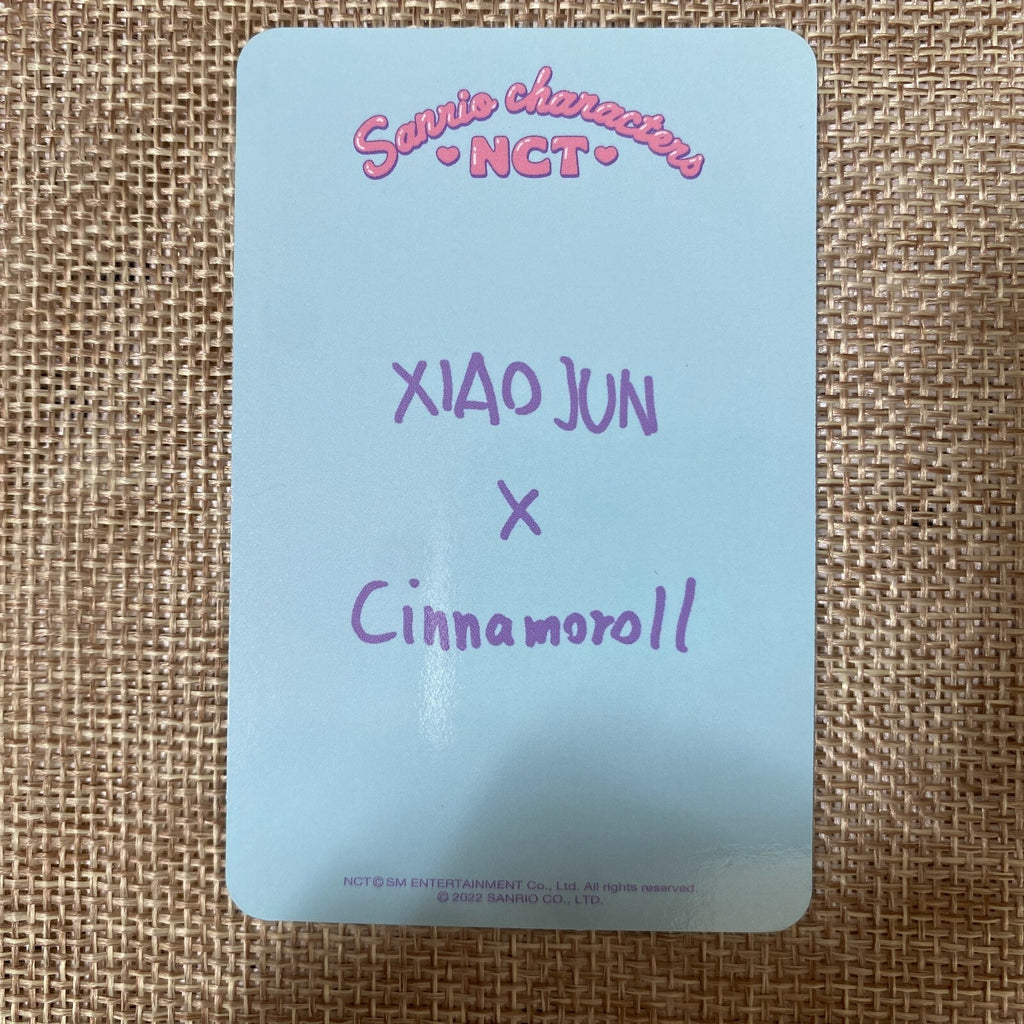 Sanrio characters
♥NCT♥
XIAO JUN
X
Cinnamoroll
NCT©SM ENTERTAINMENT Co., Ltd. All rights reserved.
© 2022 SANRIO CO., LTD.